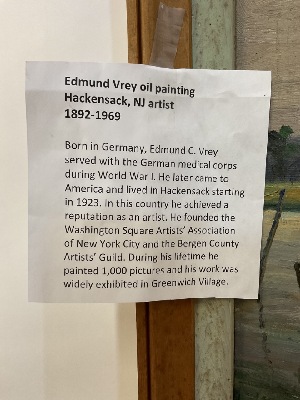 Edmund Vrey oil painting
Hackensack, NJ artist
1892-1969
Born in Germany, Edmund C. Vrey
served with the German medical corps
during World War I. He later came to
America and lived in Hackensack starting
in 1923. In this country he achieved a
reputation as an artist. He founded the
Washington Square Artists' Association
of New York City and the Bergen County
Artists' Guild. During his lifetime he
painted 1,000 pictures and his work was
widely exhibited in Greenwich Village.